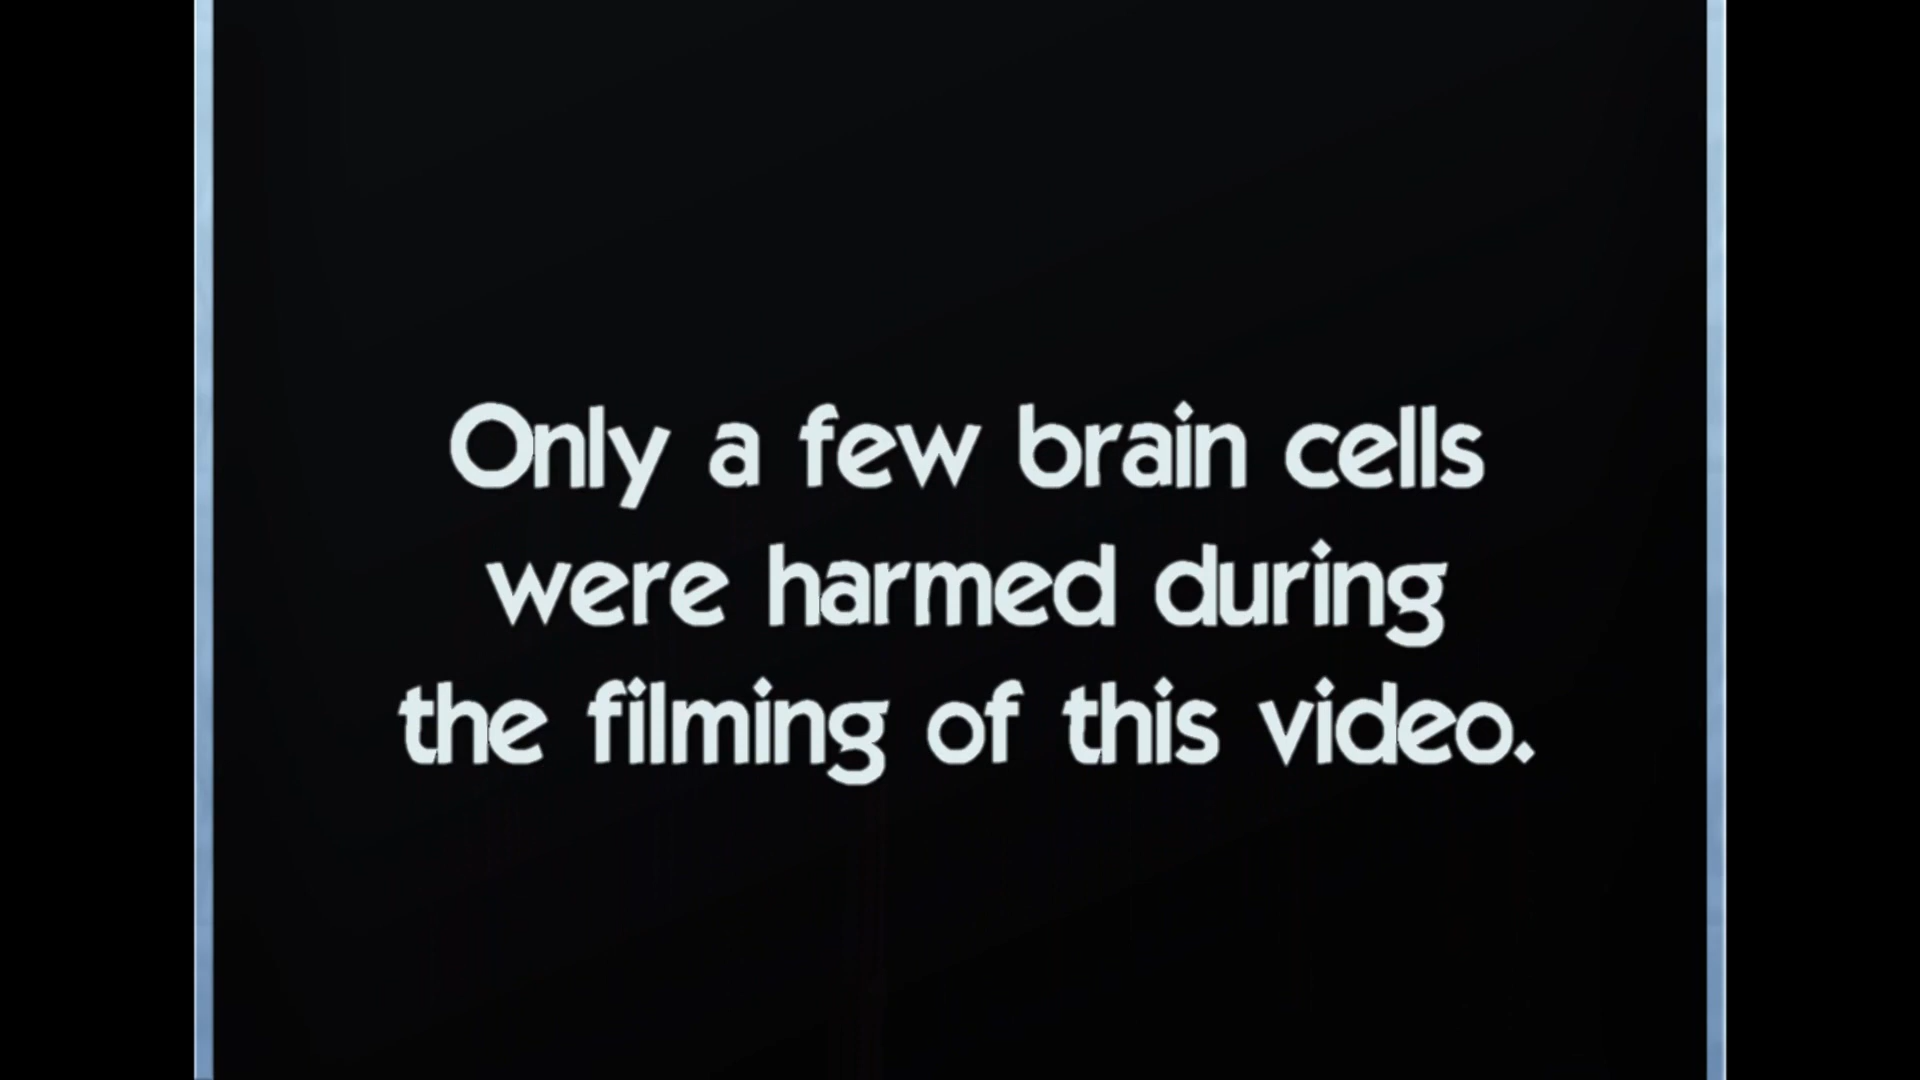 Only a few brain cells
were harmed during
the filming of this video.